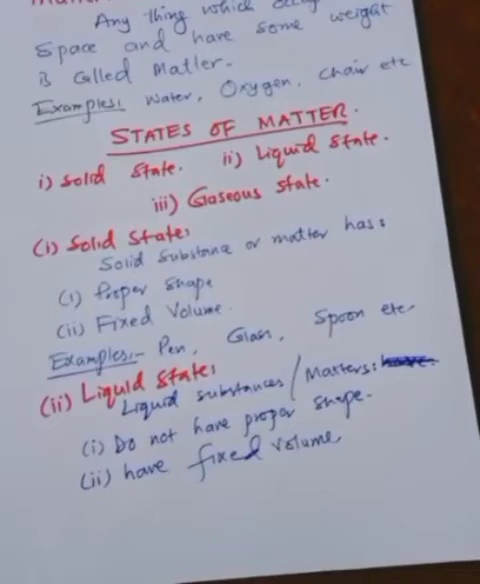 Any thing which occupy
Space and have some weight
is Called Matter.
Examples: Water, Oxygen, Chair etc
STATES OF MATTER.
i) Solid State. ii) Liquid State.
iii) Gaseous State.
(i) Solid State:
Solid Substance or matter has:
(i) Proper Shape
(ii) Fixed Volume.
Examples:- Pen, Glass, Spoon etc
(ii) Liquid State:
Liquid substances / Matters:
(i) Do not have proper shape.
(ii) have fixed volume